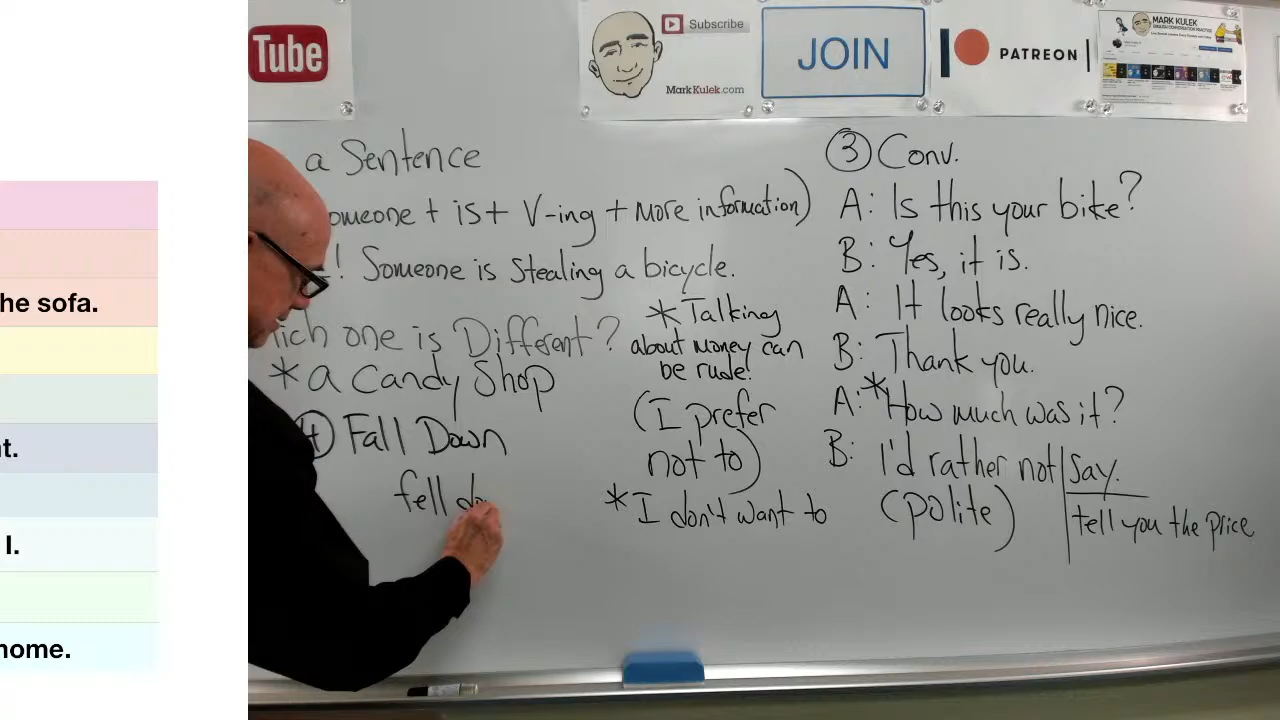 Tube
Subscribe
MarkKulek.com
JOIN
PATREON
MARK KULEK
he sofa.
t.
I.
home.
a Sentence
omeone + is + V-ing + More information)
! Someone is Stealing a bicycle.
ich one is Different?
* a Candy Shop
4 Fall Down
fell do
* Talking
about money can
be rude!
(I prefer
not to)
* I don't want to
3 Conv.
A: Is this your bike?
B: Yes, it is.
A: It looks really nice.
B: Thank you.
A: * How much was it?
B: I'd rather not say.
(polite) tell you the price